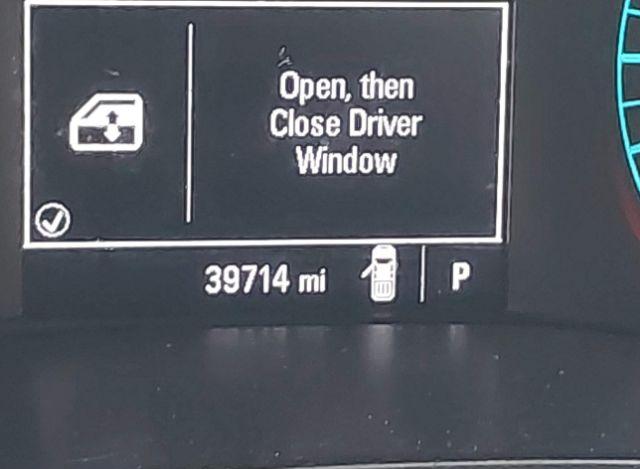 Open, then
Close Driver
Window
39714 mi P